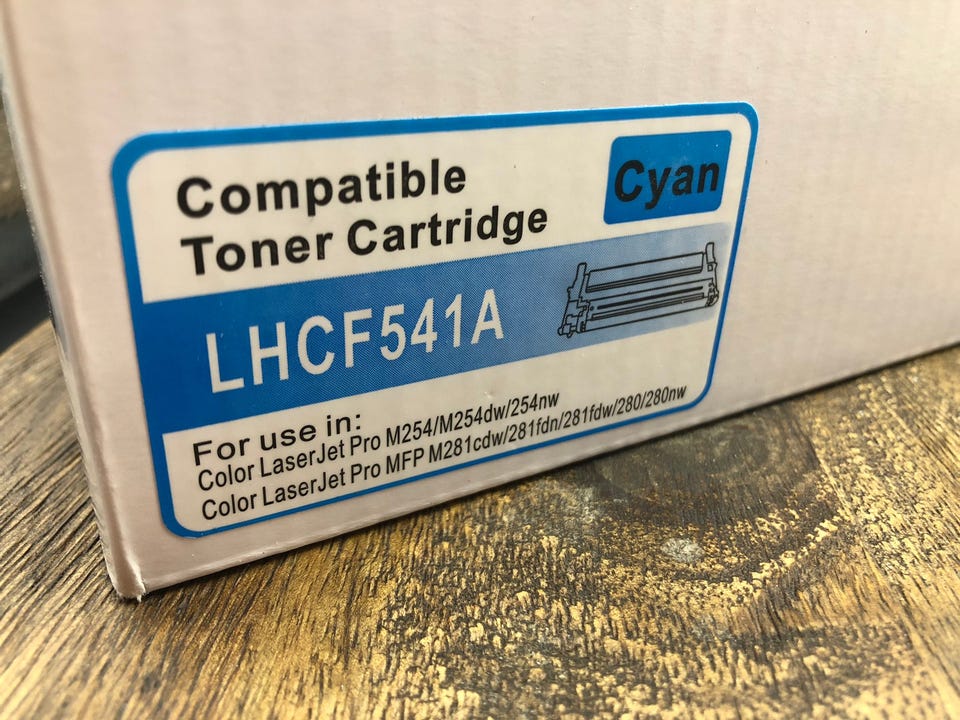 Compatible
Toner Cartridge
Cyan
LHCF541A
For use in:
Color LaserJet Pro M254/M254dw/254nw
Color LaserJet Pro MFP M281cdw/281fdn/281fdw/280/280nw